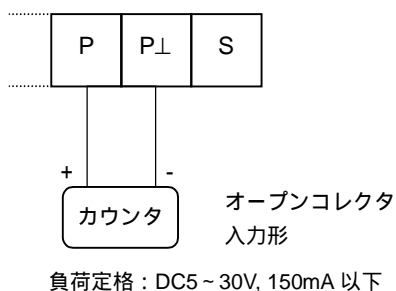 P P⊥ S
+ -
カウンタ
オープンコレクタ
入力形
負荷定格：DC5～30V, 150mA 以下